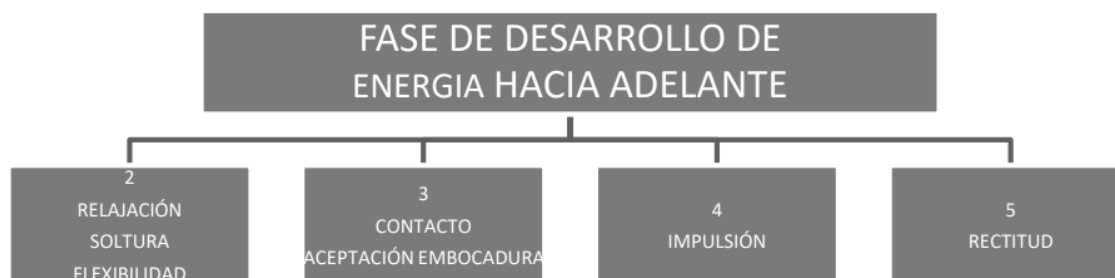 FASE DE DESARROLLO DE
ENERGIA HACIA ADELANTE
2
RELAJACIÓN
SOLTURA
FLEXIBILIDAD
3
CONTACTO
ACEPTACIÓN EMBOCADURA
4
IMPULSIÓN
5
RECTITUD